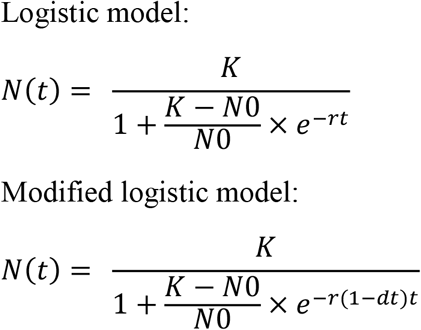 Logistic model:
N(t) = K / (1 + (K − N0)/N0 × e^{−rt})
Modified logistic model:
N(t) = K / (1 + (K − N0)/N0 × e^{−r(1−dt)t})